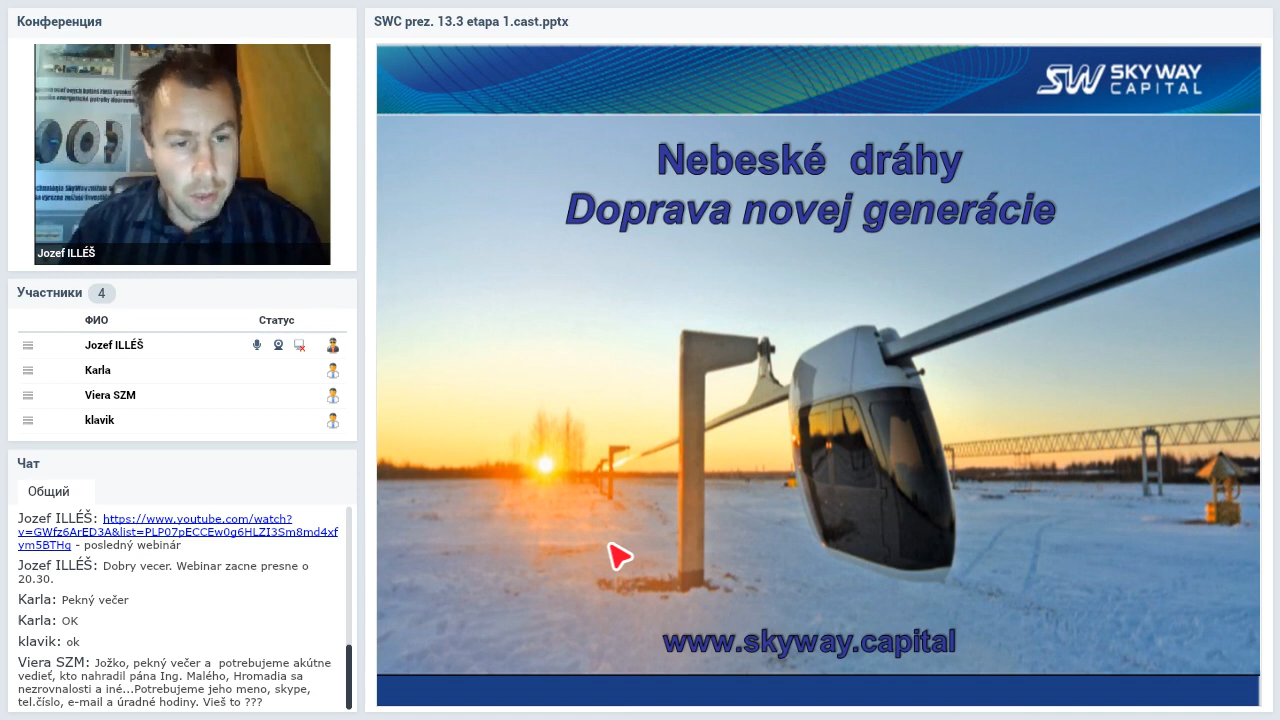 Конференция
Jozef ILLÉŠ
Участники 4
ФИО Статус
Jozef ILLÉŠ
Karla
Viera SZM
klavik
Чат
Общий
Jozef ILLÉŠ: https://www.youtube.com/watch?
v=GWfz6ArED3A&list=PLP07pECCEw0g6HLZI3Sm8md4xf
vm5BTHg - posledný webinár
Jozef ILLÉŠ: Dobry vecer. Webinar zacne presne o
20.30.
Karla: Pekný večer
Karla: OK
klavik: ok
Viera SZM: Jožko, pekný večer a  potrebujeme akútne
vedieť, kto nahradil pána Ing. Malého, Hromadia sa
nezrovnalosti a iné...Potrebujeme jeho meno, skype,
tel.číslo, e-mail a úradné hodiny. Vieš to ???
SWC prez. 13.3 etapa 1.cast.pptx
SW SKY WAY
CAPITAL
Nebeské dráhy
Doprava novej generácie
www.skyway.capital